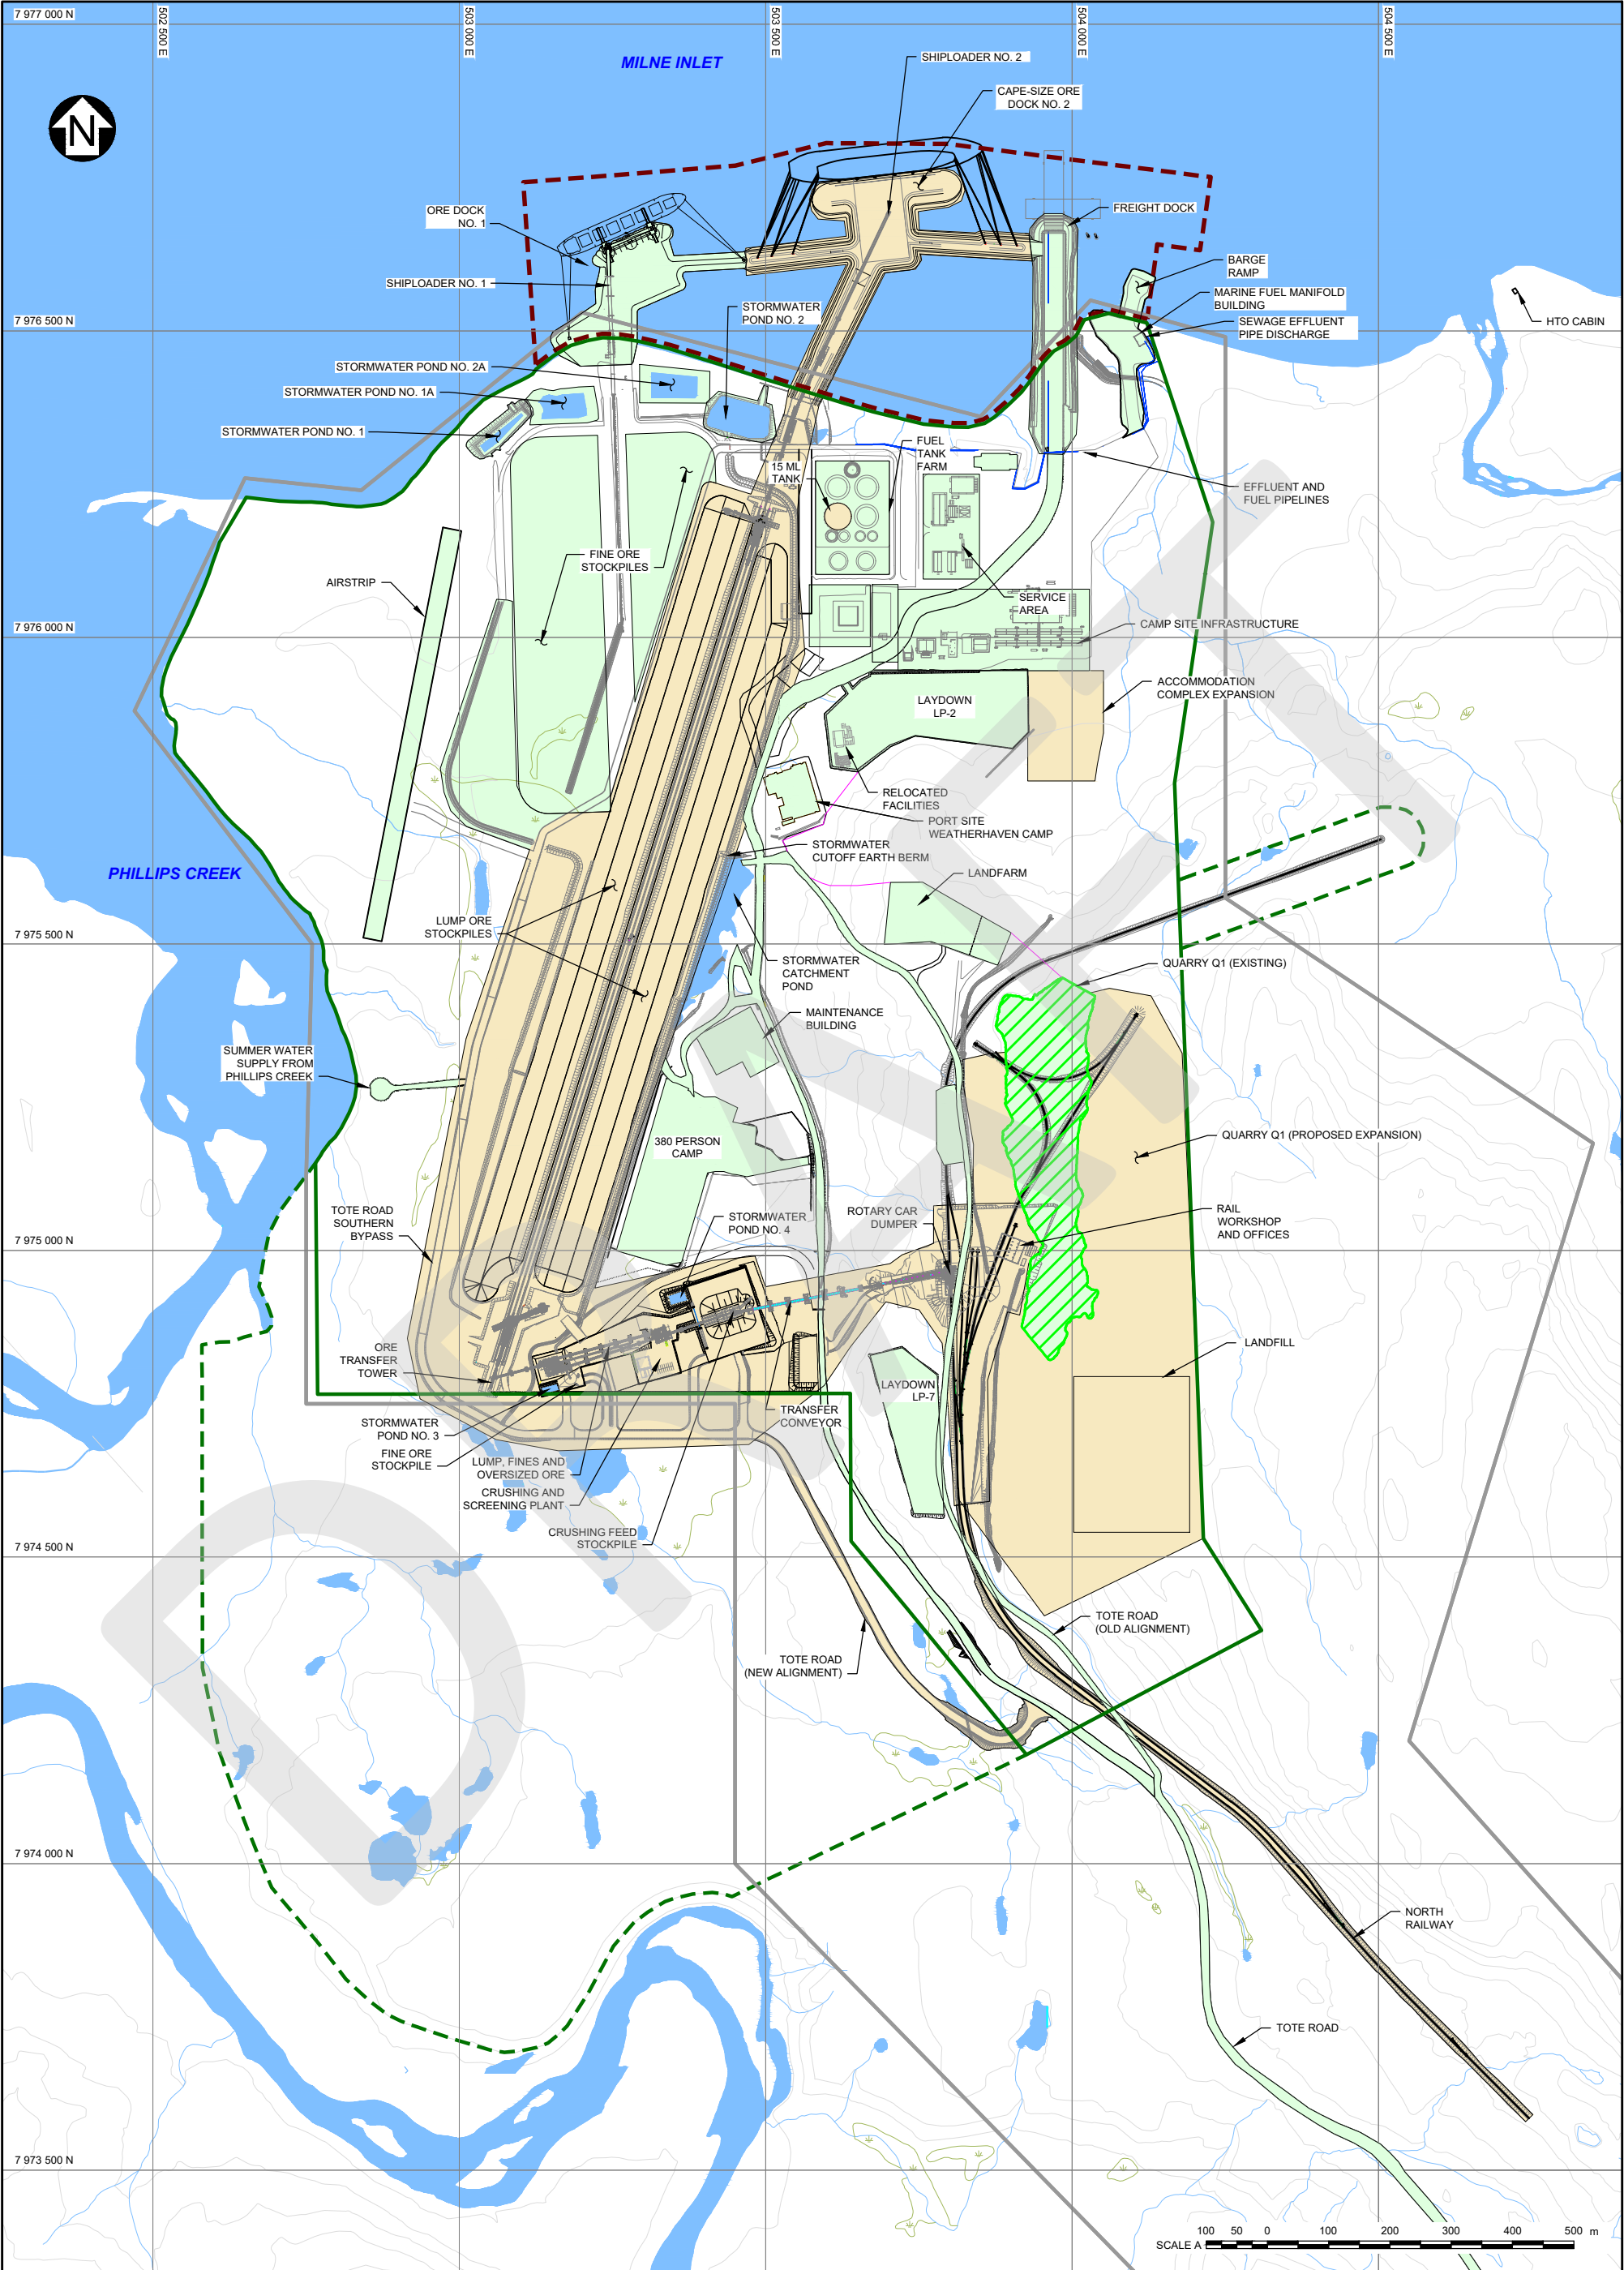 7 977 000 N
502 500 E
503 000 E
503 500 E
504 000 E
504 500 E
MILNE INLET
SHIPLOADER NO. 2
CAPE-SIZE ORE
DOCK NO. 2
N
ORE DOCK
NO. 1
FREIGHT DOCK
SHIPLOADER NO. 1
BARGE
RAMP
STORMWATER
POND NO. 2
MARINE FUEL MANIFOLD
BUILDING
SEWAGE EFFLUENT
PIPE DISCHARGE
HTO CABIN
7 976 500 N
STORMWATER POND NO. 2A
STORMWATER POND NO. 1A
STORMWATER POND NO. 1
FUEL
TANK
FARM
15 ML
TANK
EFFLUENT AND
FUEL PIPELINES
FINE ORE
STOCKPILES
AIRSTRIP
SERVICE
AREA
7 976 000 N
CAMP SITE INFRASTRUCTURE
ACCOMMODATION
COMPLEX EXPANSION
LAYDOWN
LP-2
RELOCATED
FACILITIES
PORT SITE
WEATHERHAVEN CAMP
STORMWATER
CUTOFF EARTH BERM
PHILLIPS CREEK
LANDFARM
LUMP ORE
STOCKPILES
7 975 500 N
STORMWATER
CATCHMENT
POND
QUARRY Q1 (EXISTING)
MAINTENANCE
BUILDING
SUMMER WATER
SUPPLY FROM
PHILLIPS CREEK
380 PERSON
CAMP
QUARRY Q1 (PROPOSED EXPANSION)
TOTE ROAD
SOUTHERN
BYPASS
STORMWATER
POND NO. 4
ROTARY CAR
DUMPER
RAIL
WORKSHOP
AND OFFICES
7 975 000 N
ORE
TRANSFER
TOWER
LANDFILL
LAYDOWN
LP-7
TRANSFER
CONVEYOR
STORMWATER
POND NO. 3
FINE ORE
STOCKPILE
LUMP, FINES AND
OVERSIZED ORE
CRUSHING AND
SCREENING PLANT
CRUSHING FEED
STOCKPILE
7 974 500 N
TOTE ROAD
(OLD ALIGNMENT)
TOTE ROAD
(NEW ALIGNMENT)
7 974 000 N
NORTH
RAILWAY
TOTE ROAD
7 973 500 N
100 50 0 100 200 300 400 500 m
SCALE A
DRAFT